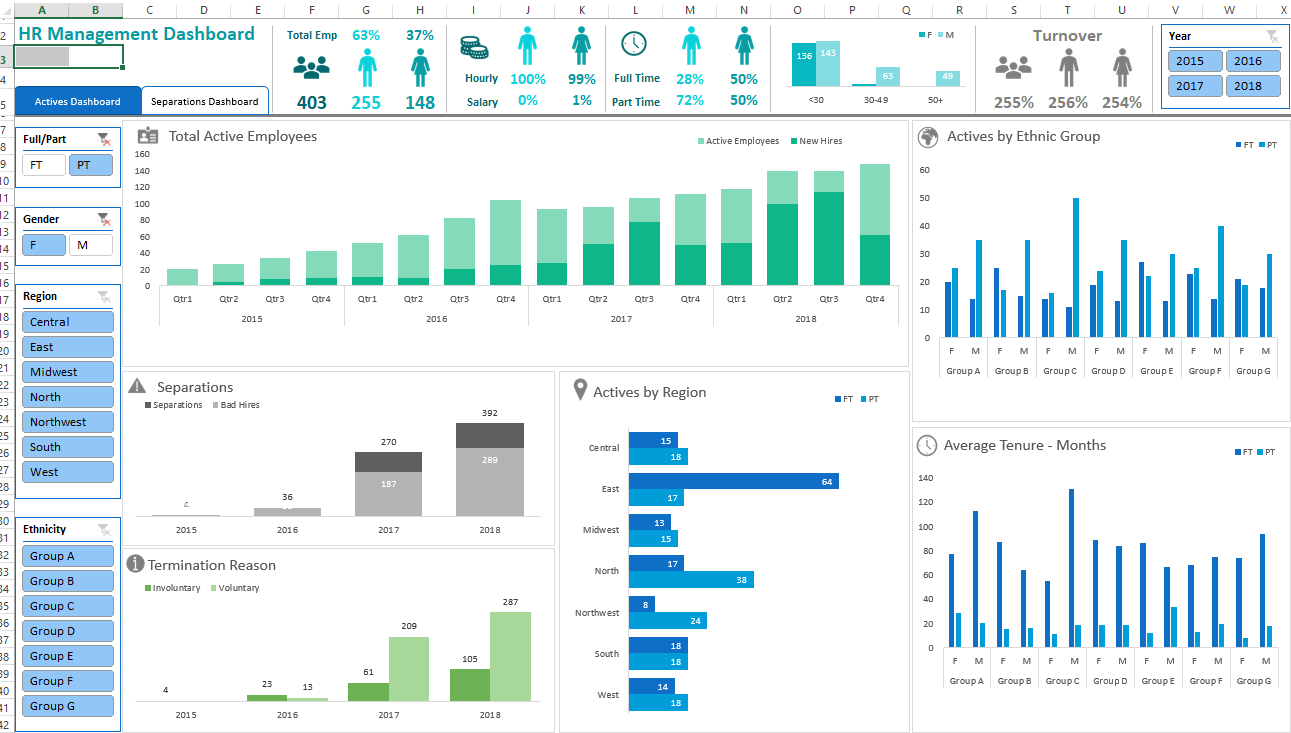 A B C D E F G H I J K L M N O P Q R S T U V W X
HR Management Dashboard
Actives Dashboard Separations Dashboard
Total Emp 63% 37%
403 255 148
Hourly 100% 99%
Salary 0% 1%
Full Time 28% 50%
Part Time 72% 50%
F M
136 143 63 49
<30 30-49 50+
Turnover
255% 256% 254%
Year
2015 2016
2017 2018
Full/Part
FT PT
Gender
F M
Region
Central
East
Midwest
North
Northwest
South
West
Ethnicity
Group A
Group B
Group C
Group D
Group E
Group F
Group G
Total Active Employees
Active Employees New Hires
160
140
120
100
80
60
40
20
0
Qtr1 Qtr2 Qtr3 Qtr4 Qtr1 Qtr2 Qtr3 Qtr4 Qtr1 Qtr2 Qtr3 Qtr4 Qtr1 Qtr2 Qtr3 Qtr4
2015 2016 2017 2018
Separations
Separations Bad Hires
392
270
289
187
36
2015 2016 2017 2018
Termination Reason
Involuntary Voluntary
287
209
105
61
23 13
4
2015 2016 2017 2018
Actives by Region
FT PT
Central 15 18
East 64 17
Midwest 13 15
North 17 38
Northwest 8 24
South 18 18
West 14 18
Actives by Ethnic Group
FT PT
60
50
40
30
20
10
0
F M F M F M F M F M F M F M
Group A Group B Group C Group D Group E Group F Group G
Average Tenure - Months
FT PT
140
120
100
80
60
40
20
0
F M F M F M F M F M F M F M
Group A Group B Group C Group D Group E Group F Group G